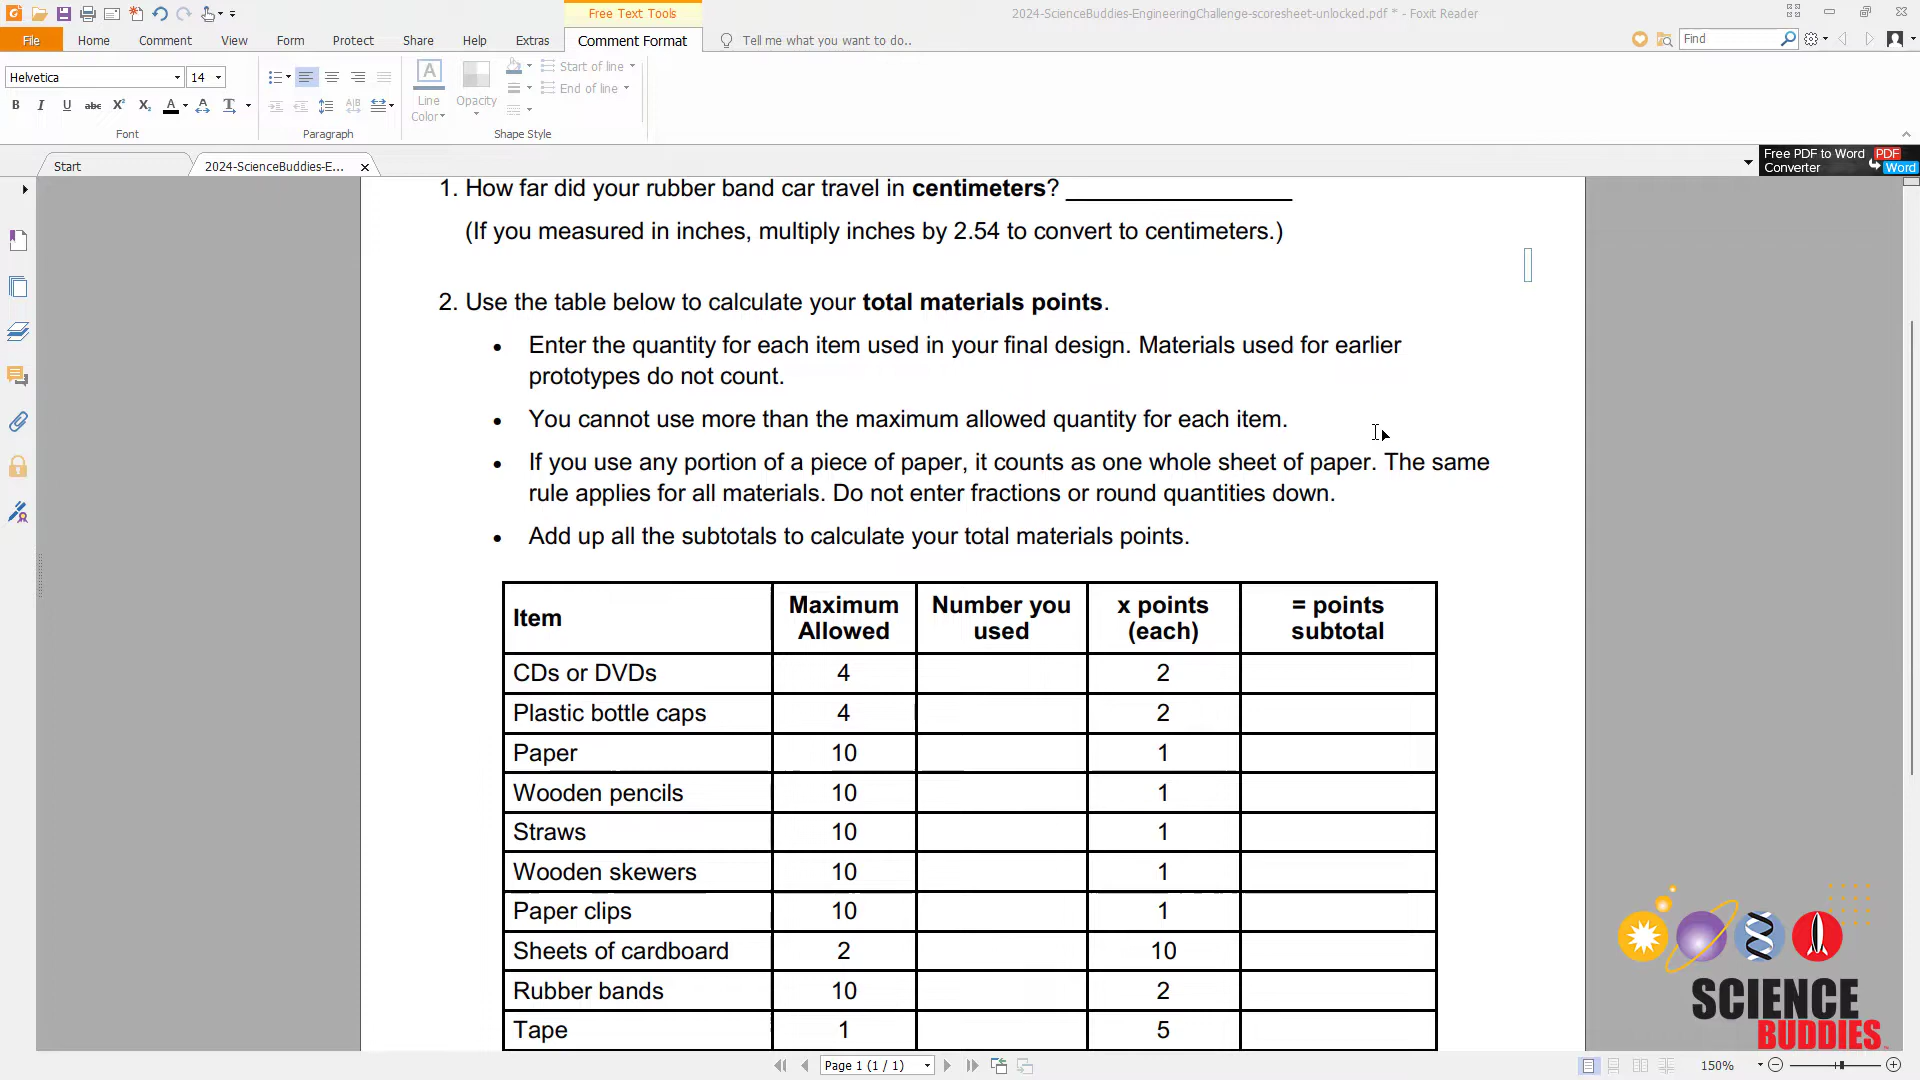 Free Text Tools
2024-ScienceBuddies-EngineeringChallenge-scoresheet-unlocked.pdf * - Foxit Reader
File Home Comment View Form Protect Share Help Extras Comment Format Tell me what you want to do.. Find
Helvetica 14 Start of line
B I U abc X² X₂ A A T A|B Line Color Opacity End of line
Font Paragraph Shape Style
Start 2024-ScienceBuddies-E... Free PDF to Word Converter PDF Word
1. How far did your rubber band car travel in centimeters? ________________
(If you measured in inches, multiply inches by 2.54 to convert to centimeters.)
2. Use the table below to calculate your total materials points.
• Enter the quantity for each item used in your final design. Materials used for earlier
prototypes do not count.
• You cannot use more than the maximum allowed quantity for each item.
• If you use any portion of a piece of paper, it counts as one whole sheet of paper. The same
rule applies for all materials. Do not enter fractions or round quantities down.
• Add up all the subtotals to calculate your total materials points.
Item Maximum Allowed Number you used x points (each) = points subtotal
CDs or DVDs 4 2
Plastic bottle caps 4 2
Paper 10 1
Wooden pencils 10 1
Straws 10 1
Wooden skewers 10 1
Paper clips 10 1
Sheets of cardboard 2 10
Rubber bands 10 2
Tape 1 5
SCIENCE
BUDDIES
Page 1 (1 / 1) 150%